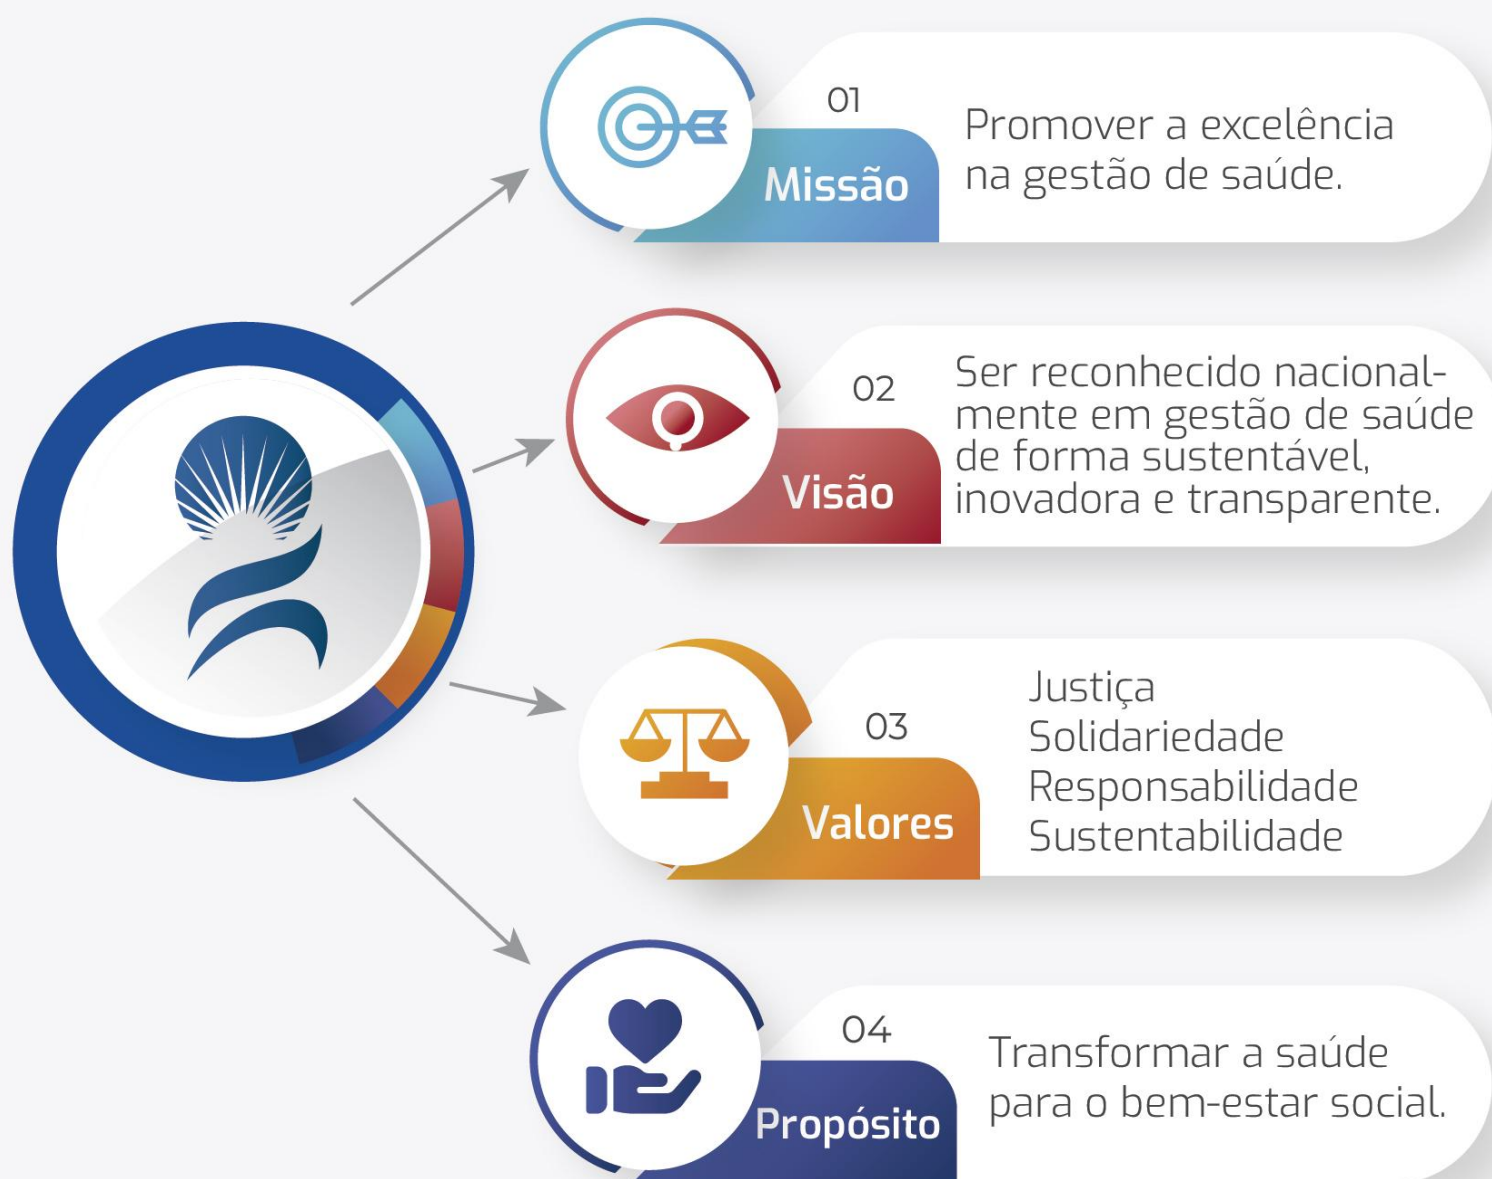 01
Missão
Promover a excelência
na gestão de saúde.
02
Visão
Ser reconhecido nacional-
mente em gestão de saúde
de forma sustentável,
inovadora e transparente.
03
Valores
Justiça
Solidariedade
Responsabilidade
Sustentabilidade
04
Propósito
Transformar a saúde
para o bem-estar social.